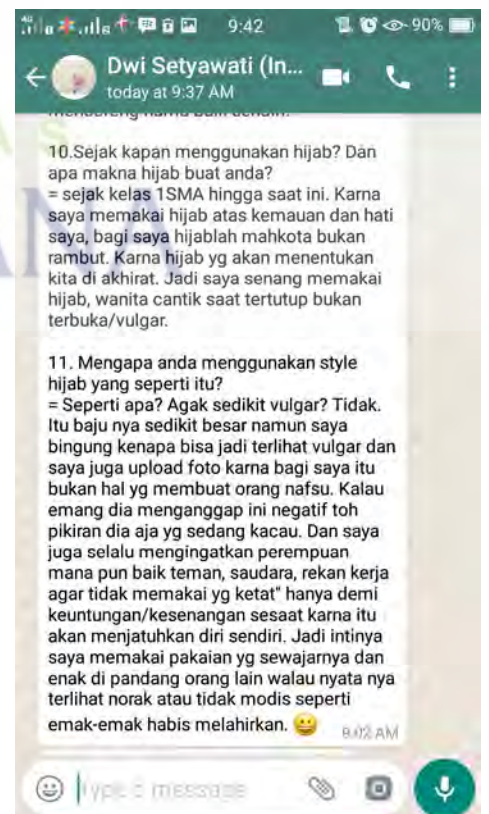 9:42
90%
Dwi Setyawati (In...
today at 9:37 AM
10.Sejak kapan menggunakan hijab? Dan
apa makna hijab buat anda?
= sejak kelas 1SMA hingga saat ini. Karna
saya memakai hijab atas kemauan dan hati
saya, bagi saya hijablah mahkota bukan
rambut. Karna hijab yg akan menentukan
kita di akhirat. Jadi saya senang memakai
hijab, wanita cantik saat tertutup bukan
terbuka/vulgar.
11. Mengapa anda menggunakan style
hijab yang seperti itu?
= Seperti apa? Agak sedikit vulgar? Tidak.
Itu baju nya sedikit besar namun saya
bingung kenapa bisa jadi terlihat vulgar dan
saya juga upload foto karna bagi saya itu
bukan hal yg membuat orang nafsu. Kalau
emang dia menganggap ini negatif toh
pikiran dia aja yg sedang kacau. Dan saya
juga selalu mengingatkan perempuan
mana pun baik teman, saudara, rekan kerja
agar tidak memakai yg ketat" hanya demi
keuntungan/kesenangan sesaat karna itu
akan menjatuhkan diri sendiri. Jadi intinya
saya memakai pakaian yg sewajarnya dan
enak di pandang orang lain walau nyata nya
terlihat norak atau tidak modis seperti
emak-emak habis melahirkan. 😀
9:02 AM
Type a message